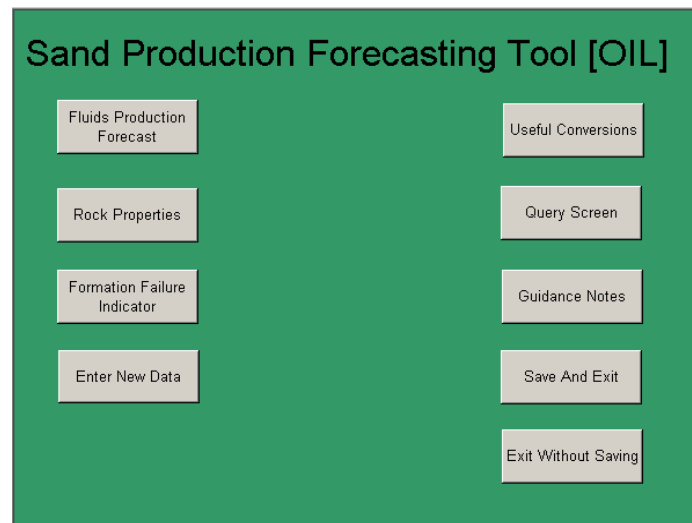 Sand Production Forecasting Tool [OIL]
Fluids Production
Forecast
Rock Properties
Formation Failure
Indicator
Enter New Data
Useful Conversions
Query Screen
Guidance Notes
Save And Exit
Exit Without Saving